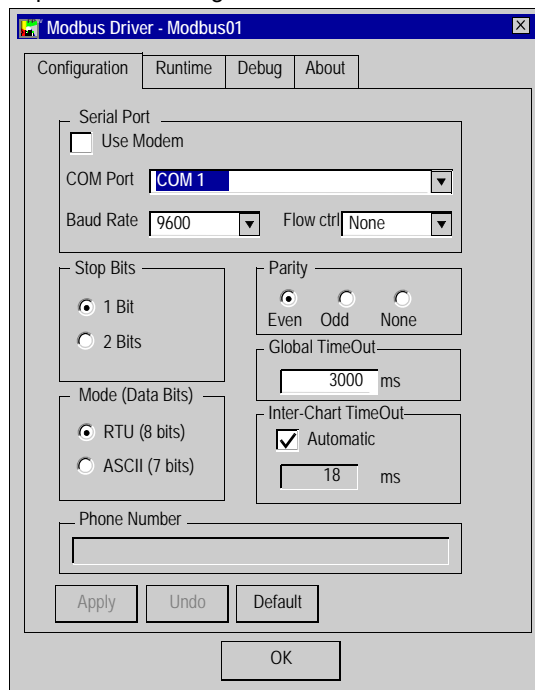 Modbus Driver - Modbus01
Configuration Runtime Debug About
Serial Port
Use Modem
COM Port COM 1
Baud Rate 9600 Flow ctrl None
Stop Bits
1 Bit
2 Bits
Parity
Even Odd None
Global TimeOut
3000 ms
Mode (Data Bits)
RTU (8 bits)
ASCII (7 bits)
Inter-Chart TimeOut
Automatic
18 ms
Phone Number
Apply Undo Default
OK